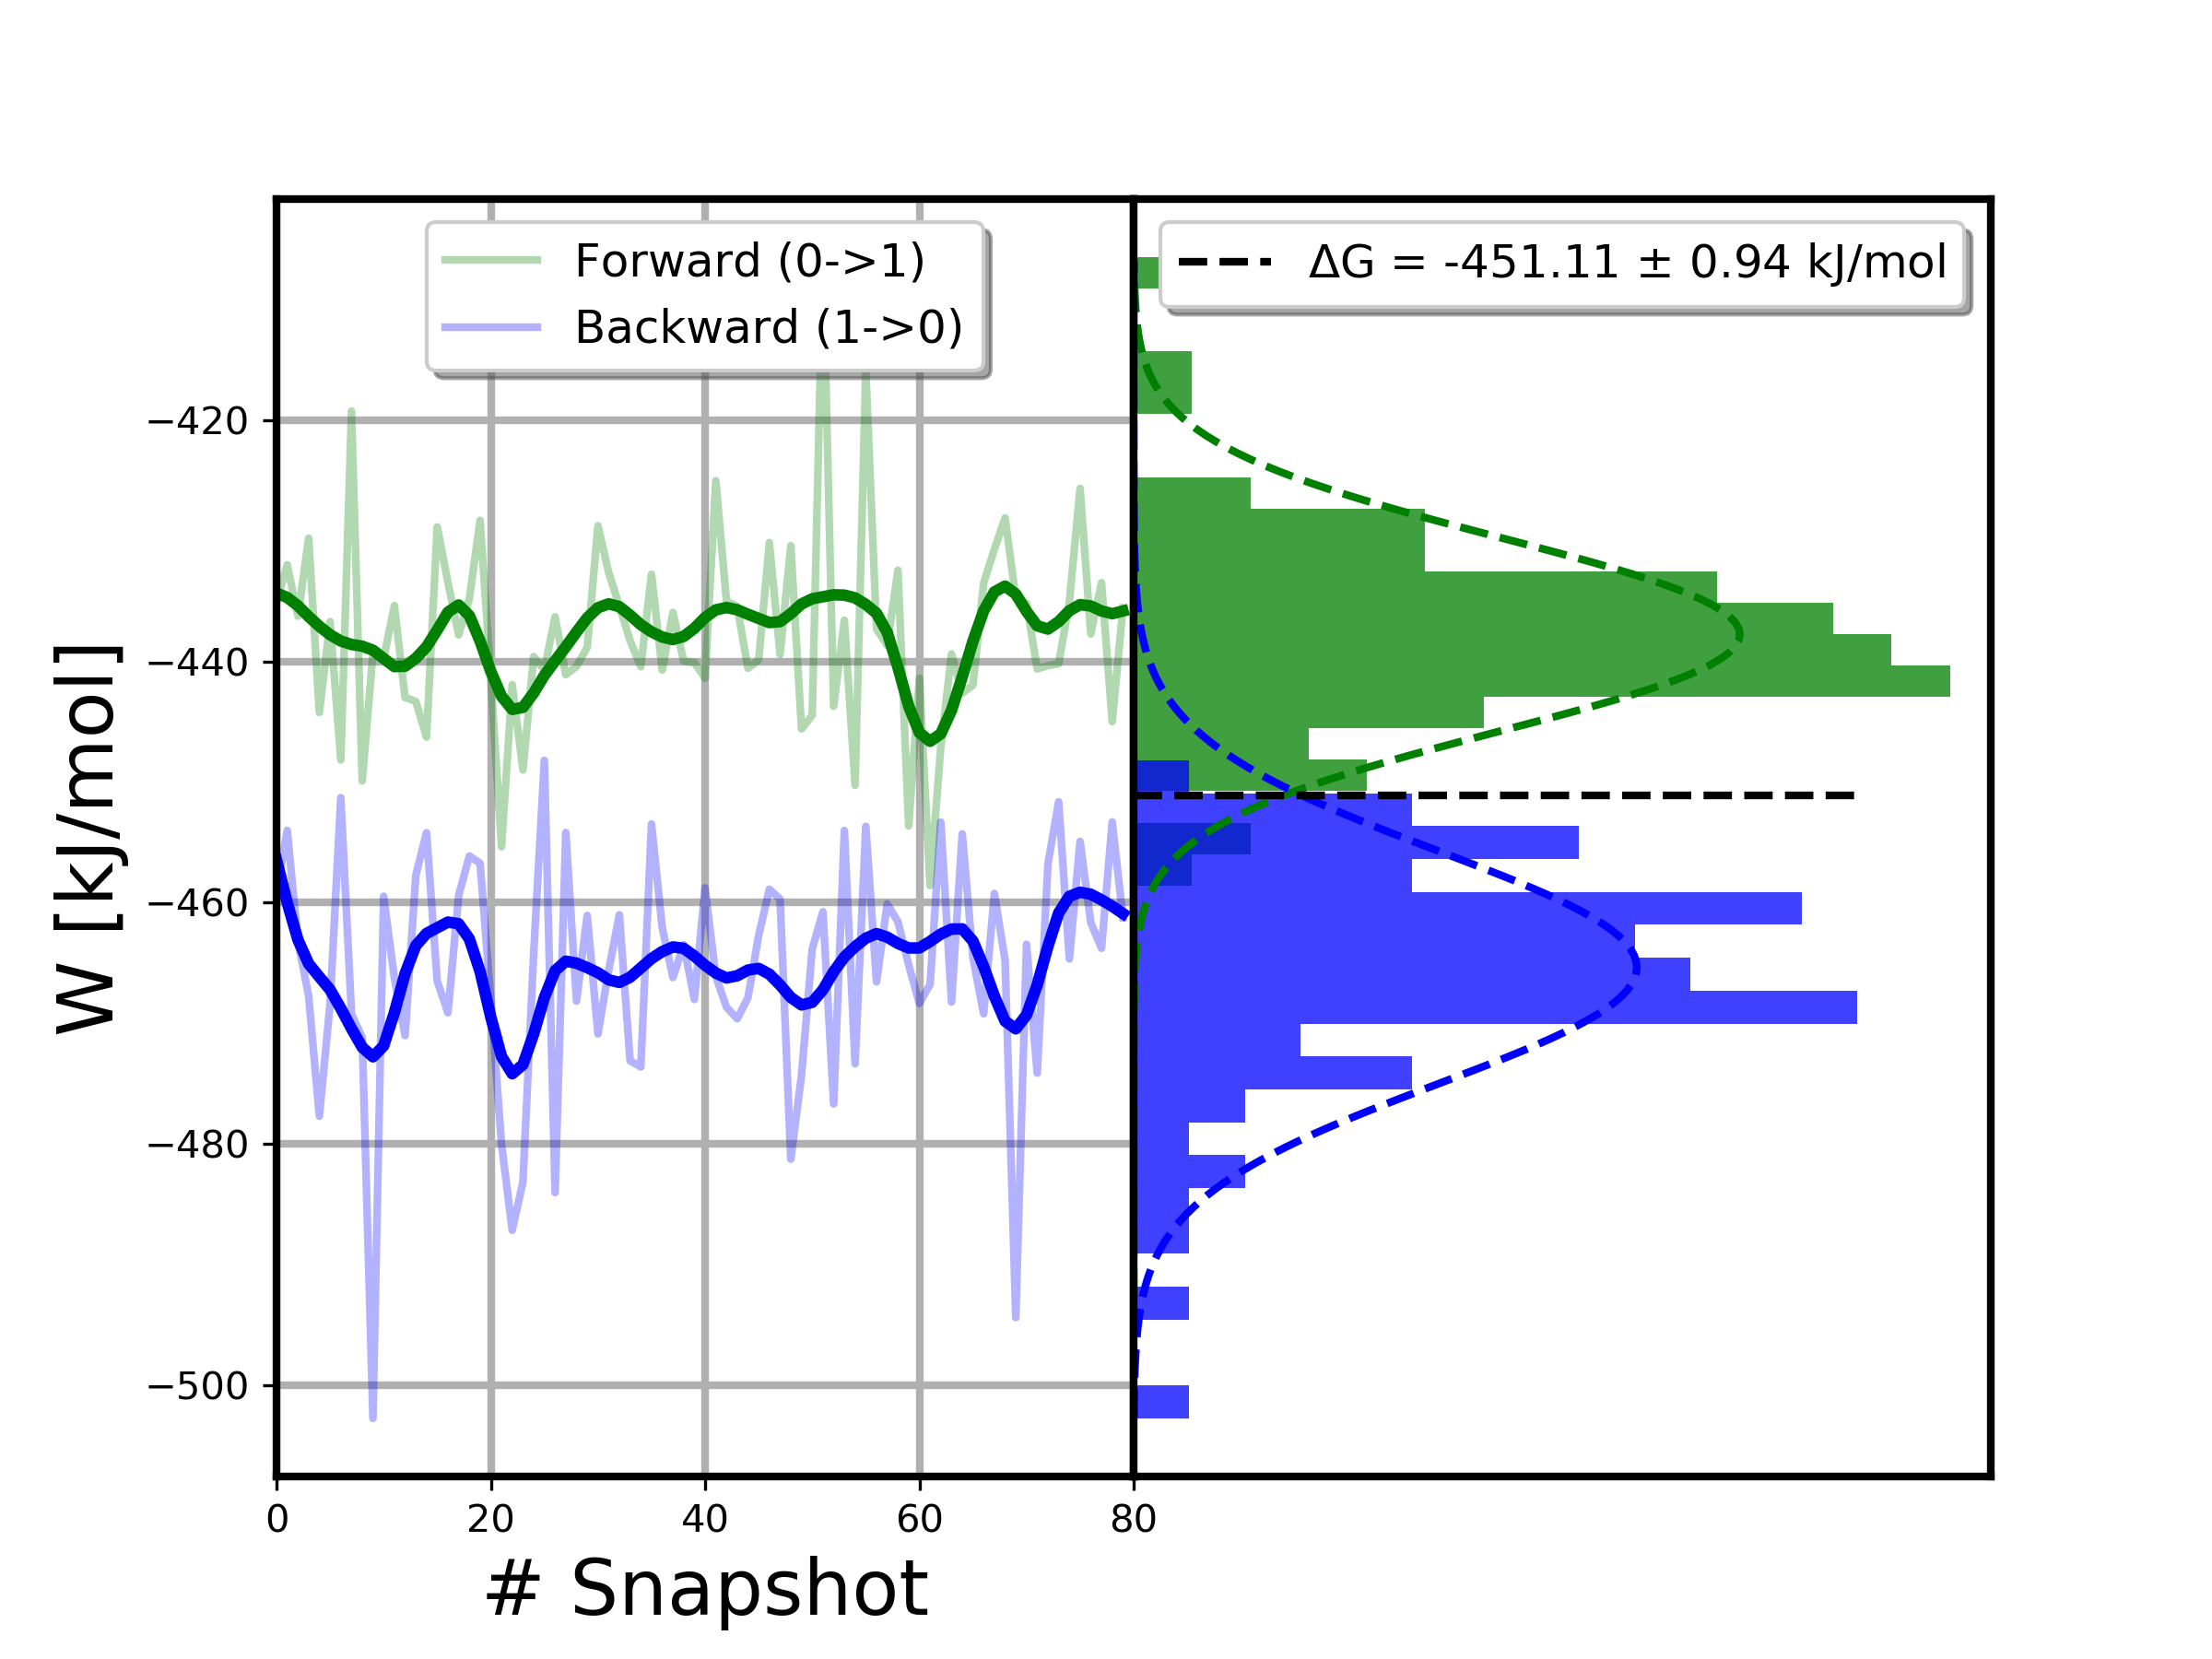 Forward (0->1)
Backward (1->0)
ΔG = -451.11 ± 0.94 kJ/mol
W [kJ/mol]
−420
−440
−460
−480
−500
0 20 40 60 80
# Snapshot